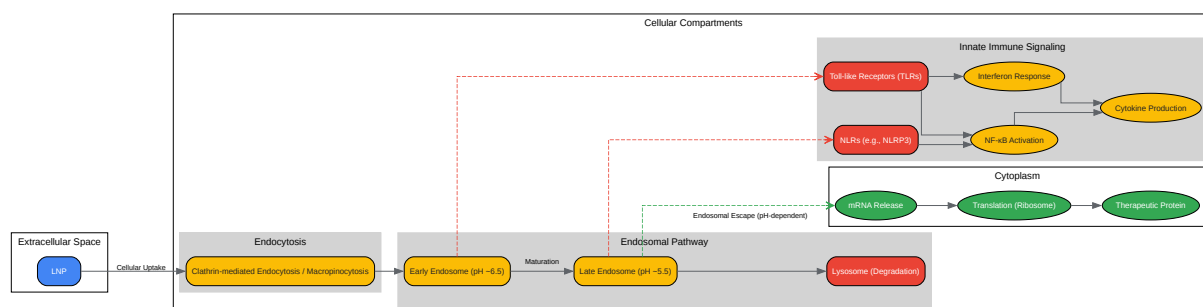 Cellular Compartments
Innate Immune Signaling
Toll-like Receptors (TLRs)
Interferon Response
Cytokine Production
NLRs (e.g., NLRP3)
NF-κB Activation
Cytoplasm
mRNA Release
Translation (Ribosome)
Therapeutic Protein
Endosomal Escape (pH-dependent)
Extracellular Space
LNP
Cellular Uptake
Endocytosis
Clathrin-mediated Endocytosis / Macropinocytosis
Endosomal Pathway
Early Endosome (pH ~6.5)
Maturation
Late Endosome (pH ~5.5)
Lysosome (Degradation)